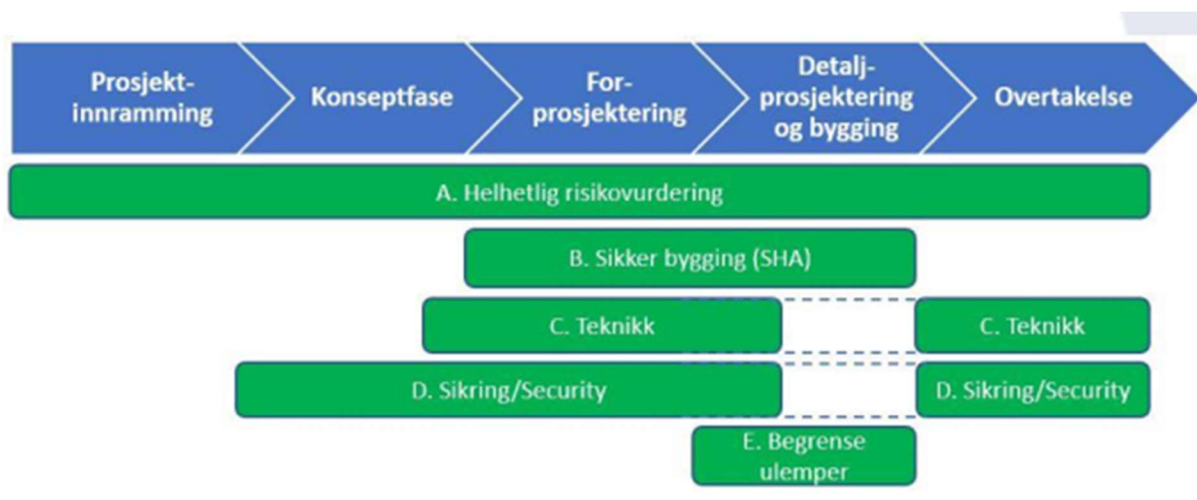 Prosjekt-
innramming
Konseptfase
For-
prosjektering
Detalj-
prosjektering
og bygging
Overtakelse
A. Helhetlig risikovurdering
B. Sikker bygging (SHA)
C. Teknikk
C. Teknikk
D. Sikring/Security
D. Sikring/Security
E. Begrense
ulemper